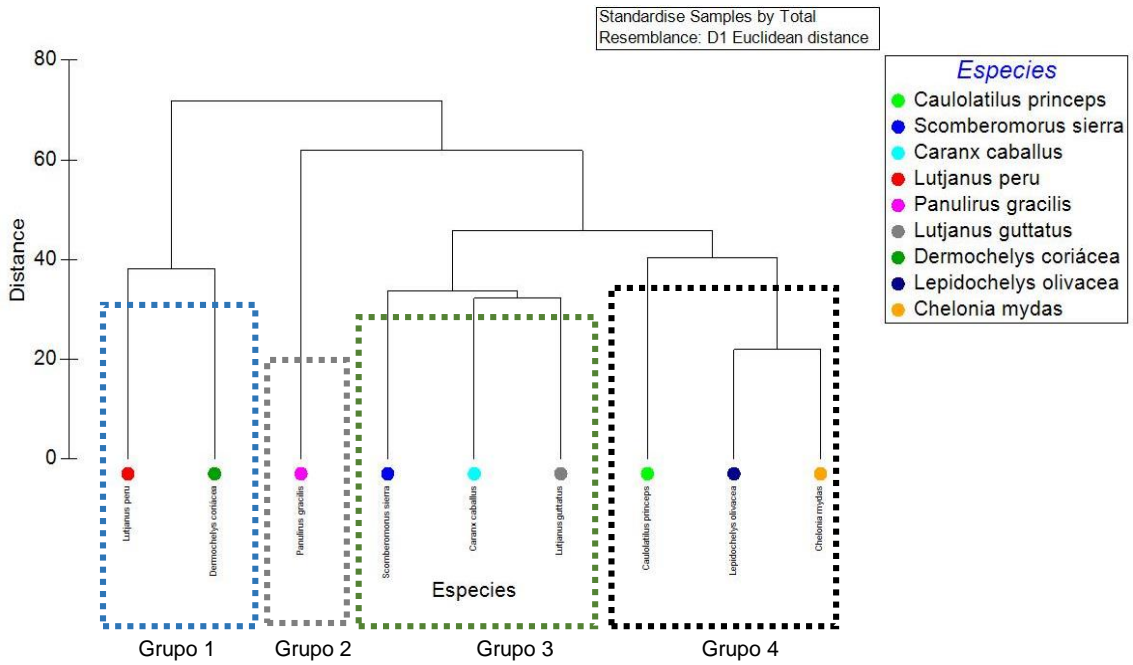 Standardise Samples by Total
Resemblance: D1 Euclidean distance
Especies
Caulolatilus princeps
Scomberomorus sierra
Caranx caballus
Lutjanus peru
Panulirus gracilis
Lutjanus guttatus
Dermochelys coriácea
Lepidochelys olivacea
Chelonia mydas
80
60
40
20
0
Distance
Lutjanus peru
Dermochelys coriácea
Panulirus gracilis
Scomberomorus sierra
Caranx caballus
Lutjanus guttatus
Caulolatilus princeps
Lepidochelys olivacea
Chelonia mydas
Especies
Grupo 1
Grupo 2
Grupo 3
Grupo 4